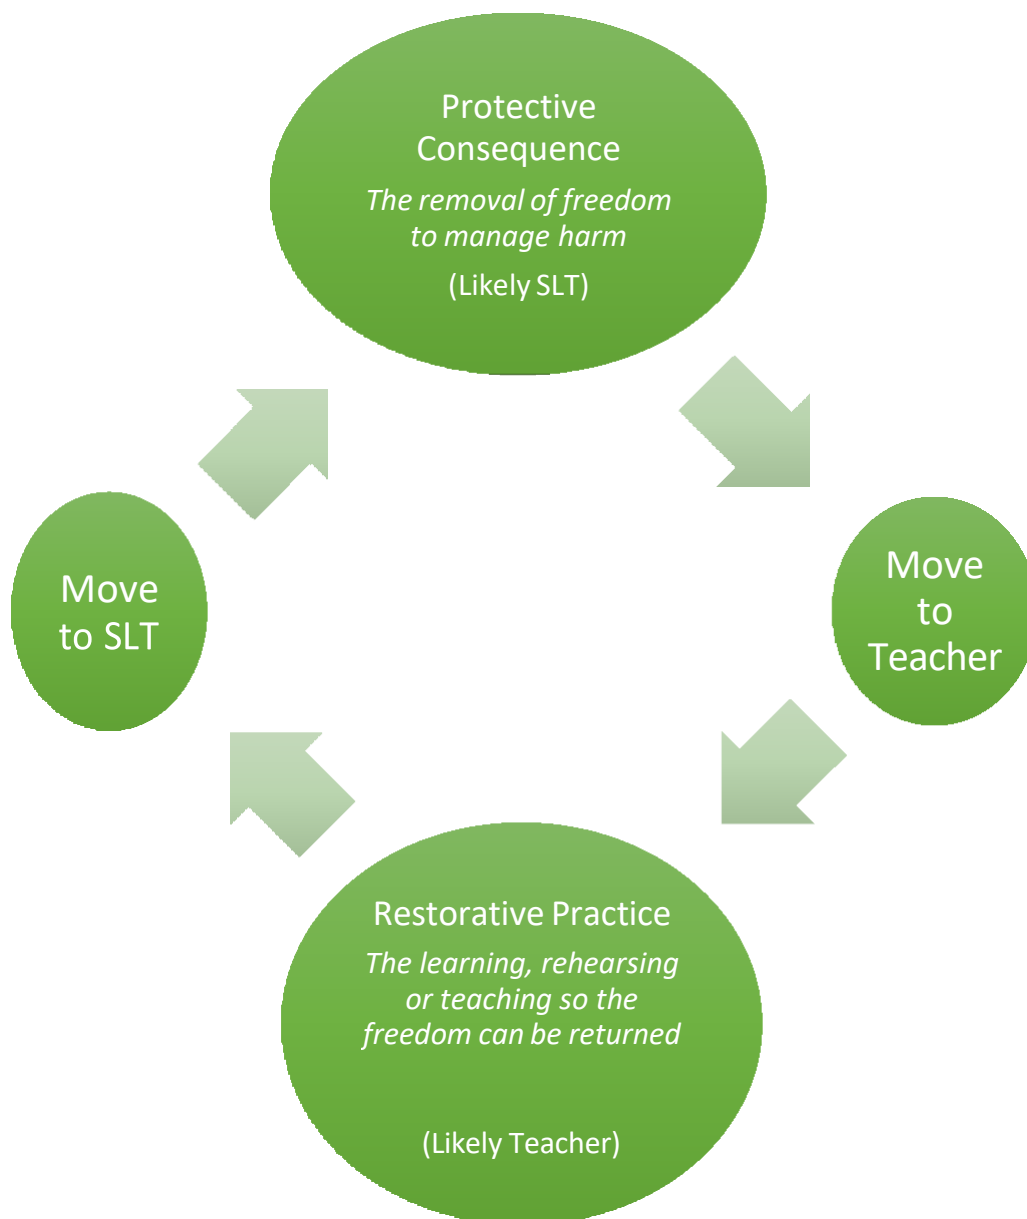 Protective
Consequence
The removal of freedom
to manage harm
(Likely SLT)
Move
to SLT
Move
to
Teacher
Restorative Practice
The learning, rehearsing
or teaching so the
freedom can be returned
(Likely Teacher)